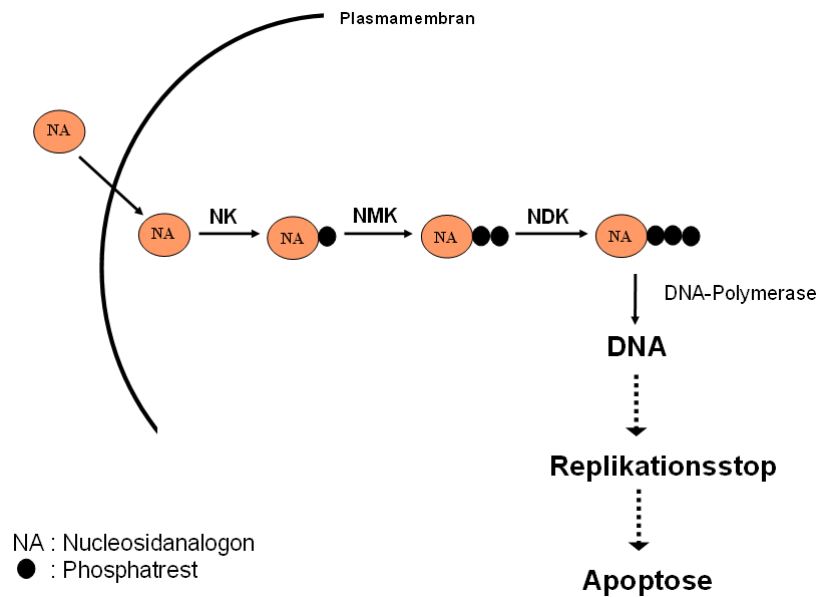 Plasmamembran
NA
NA
NK
NA
NMK
NA
NDK
NA
DNA-Polymerase
DNA
Replikationsstop
Apoptose
NA : Nucleosidanalogon
: Phosphatrest